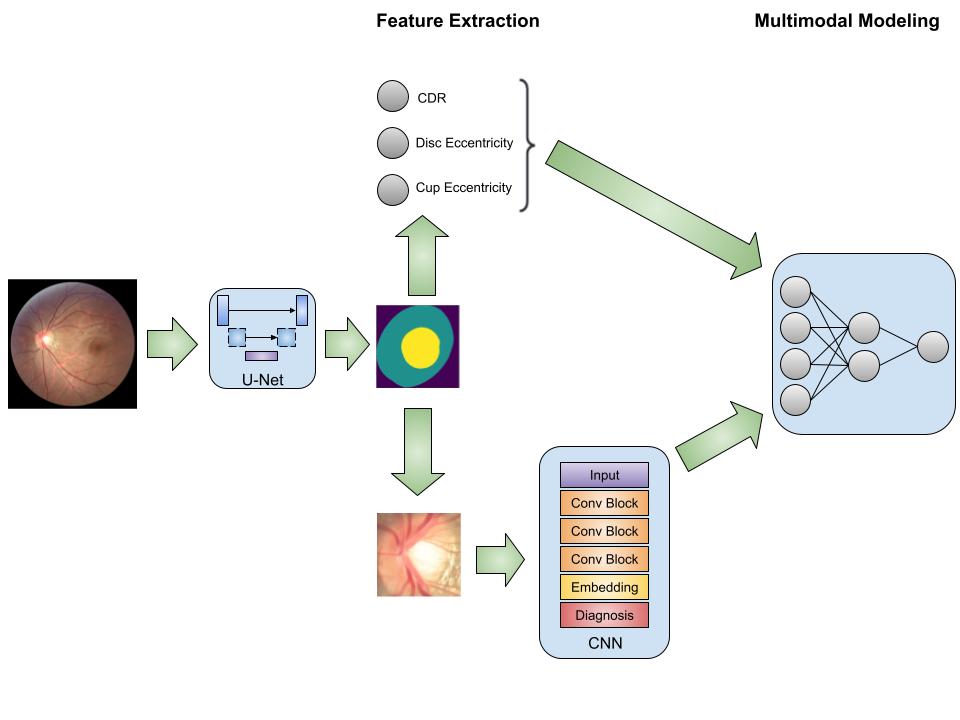 Feature Extraction
Multimodal Modeling
CDR
Disc Eccentricity
Cup Eccentricity
U-Net
Input
Conv Block
Conv Block
Conv Block
Embedding
Diagnosis
CNN